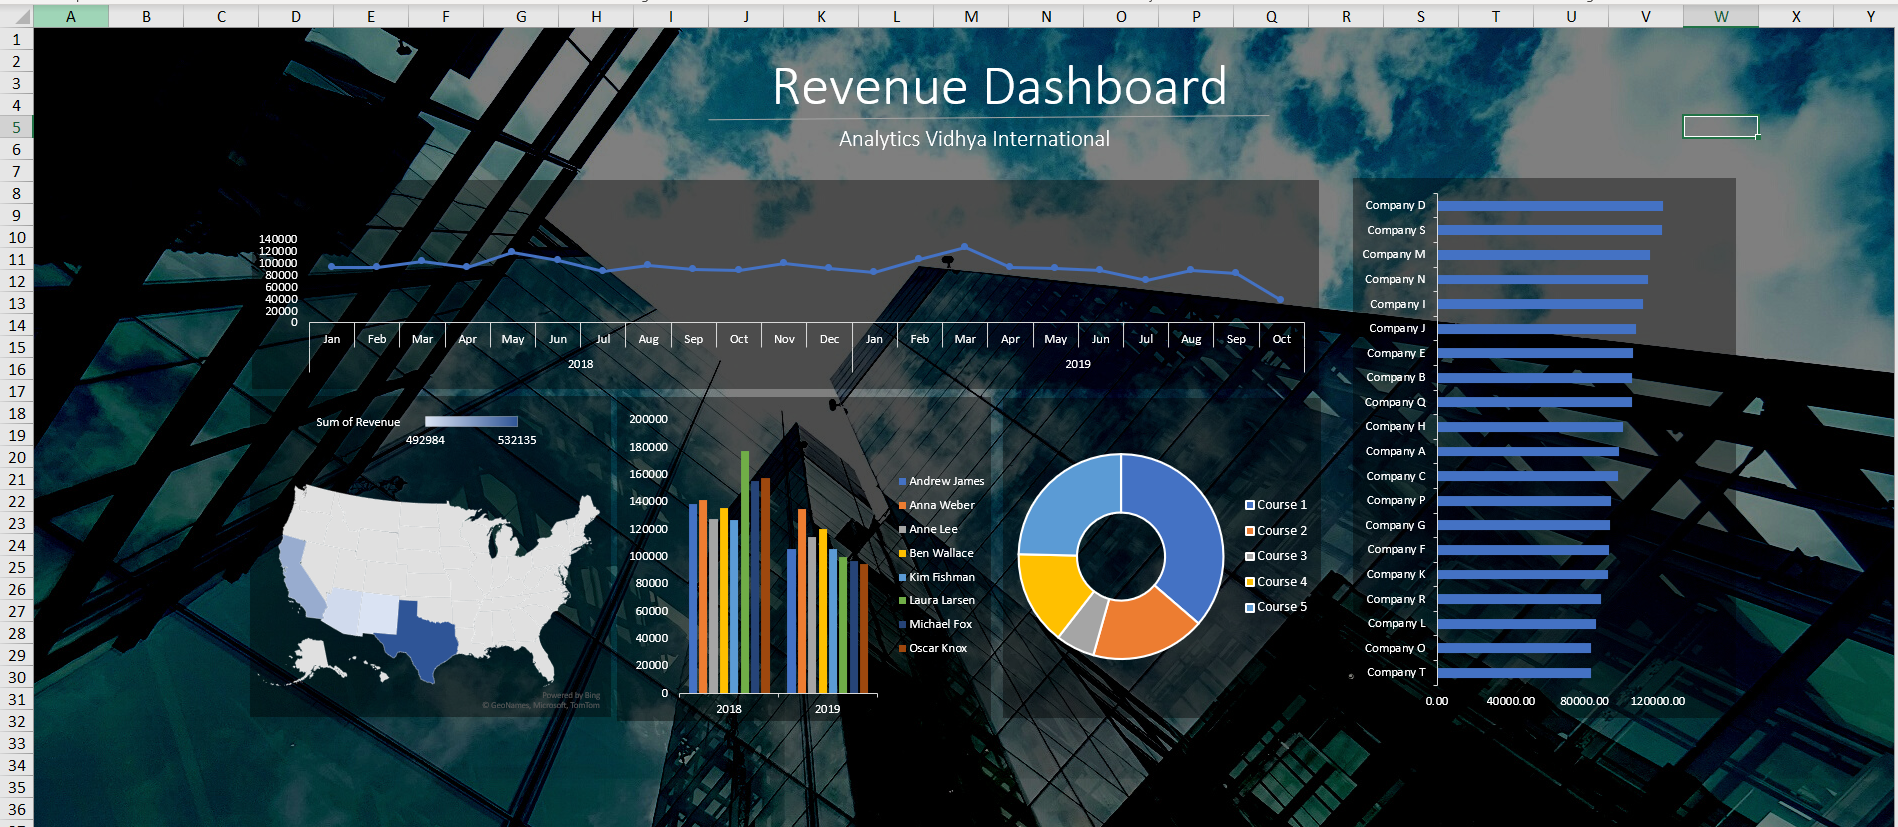 A B C D E F G H I J K L M N O P Q R S T U V W X Y
1
2
3
4
5
6
7
8
9
10
11
12
13
14
15
16
17
18
19
20
21
22
23
24
25
26
27
28
29
30
31
32
33
34
35
36
Revenue Dashboard
Analytics Vidhya International
140000
120000
100000
80000
60000
40000
20000
0
Jan Feb Mar Apr May Jun Jul Aug Sep Oct Nov Dec Jan Feb Mar Apr May Jun Jul Aug Sep Oct
2018 2019
Sum of Revenue
492984 532135
Powered by Bing
© GeoNames, Microsoft, TomTom
200000
180000
160000
140000
120000
100000
80000
60000
40000
20000
0
2018 2019
Andrew James
Anna Weber
Anne Lee
Ben Wallace
Kim Fishman
Laura Larsen
Michael Fox
Oscar Knox
Course 1
Course 2
Course 3
Course 4
Course 5
Company D
Company S
Company M
Company N
Company I
Company J
Company E
Company B
Company Q
Company H
Company A
Company C
Company P
Company G
Company F
Company K
Company R
Company L
Company O
Company T
0.00 40000.00 80000.00 120000.00